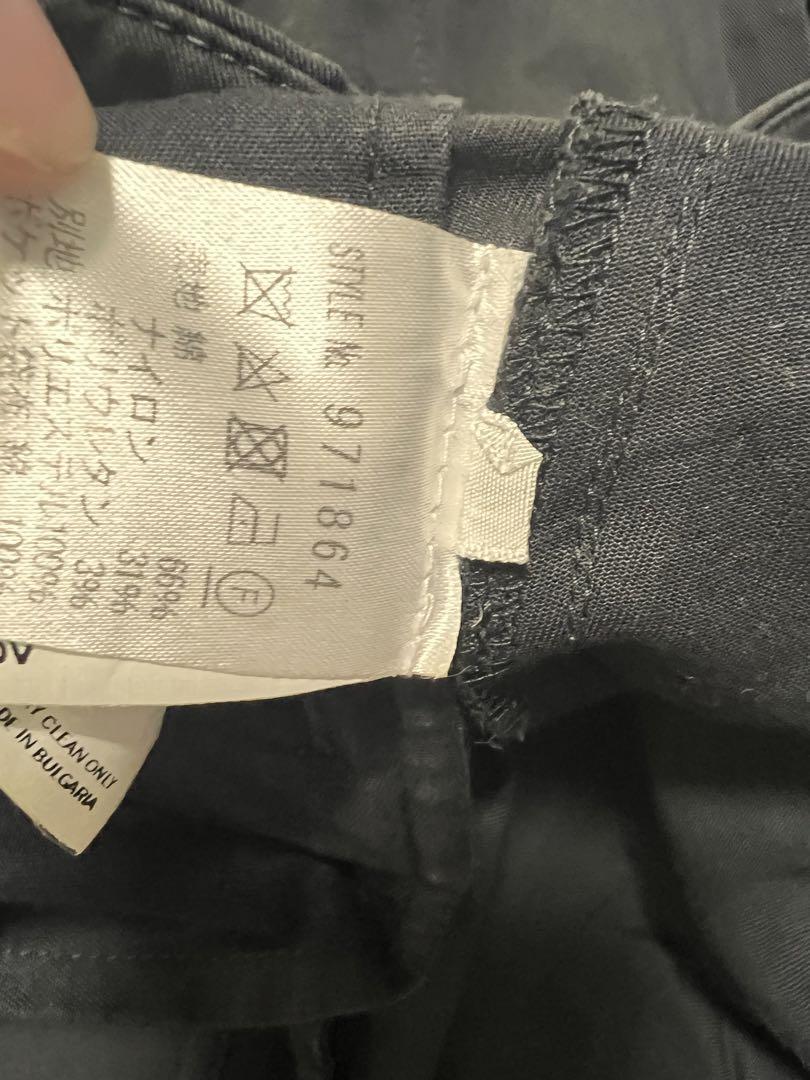 STYLE № 971864
F
表地 綿 66%
ナイロン 31%
ポリウレタン 3%
別地 ポリエステル100%
CLEAN ONLY
IN BULGARIA